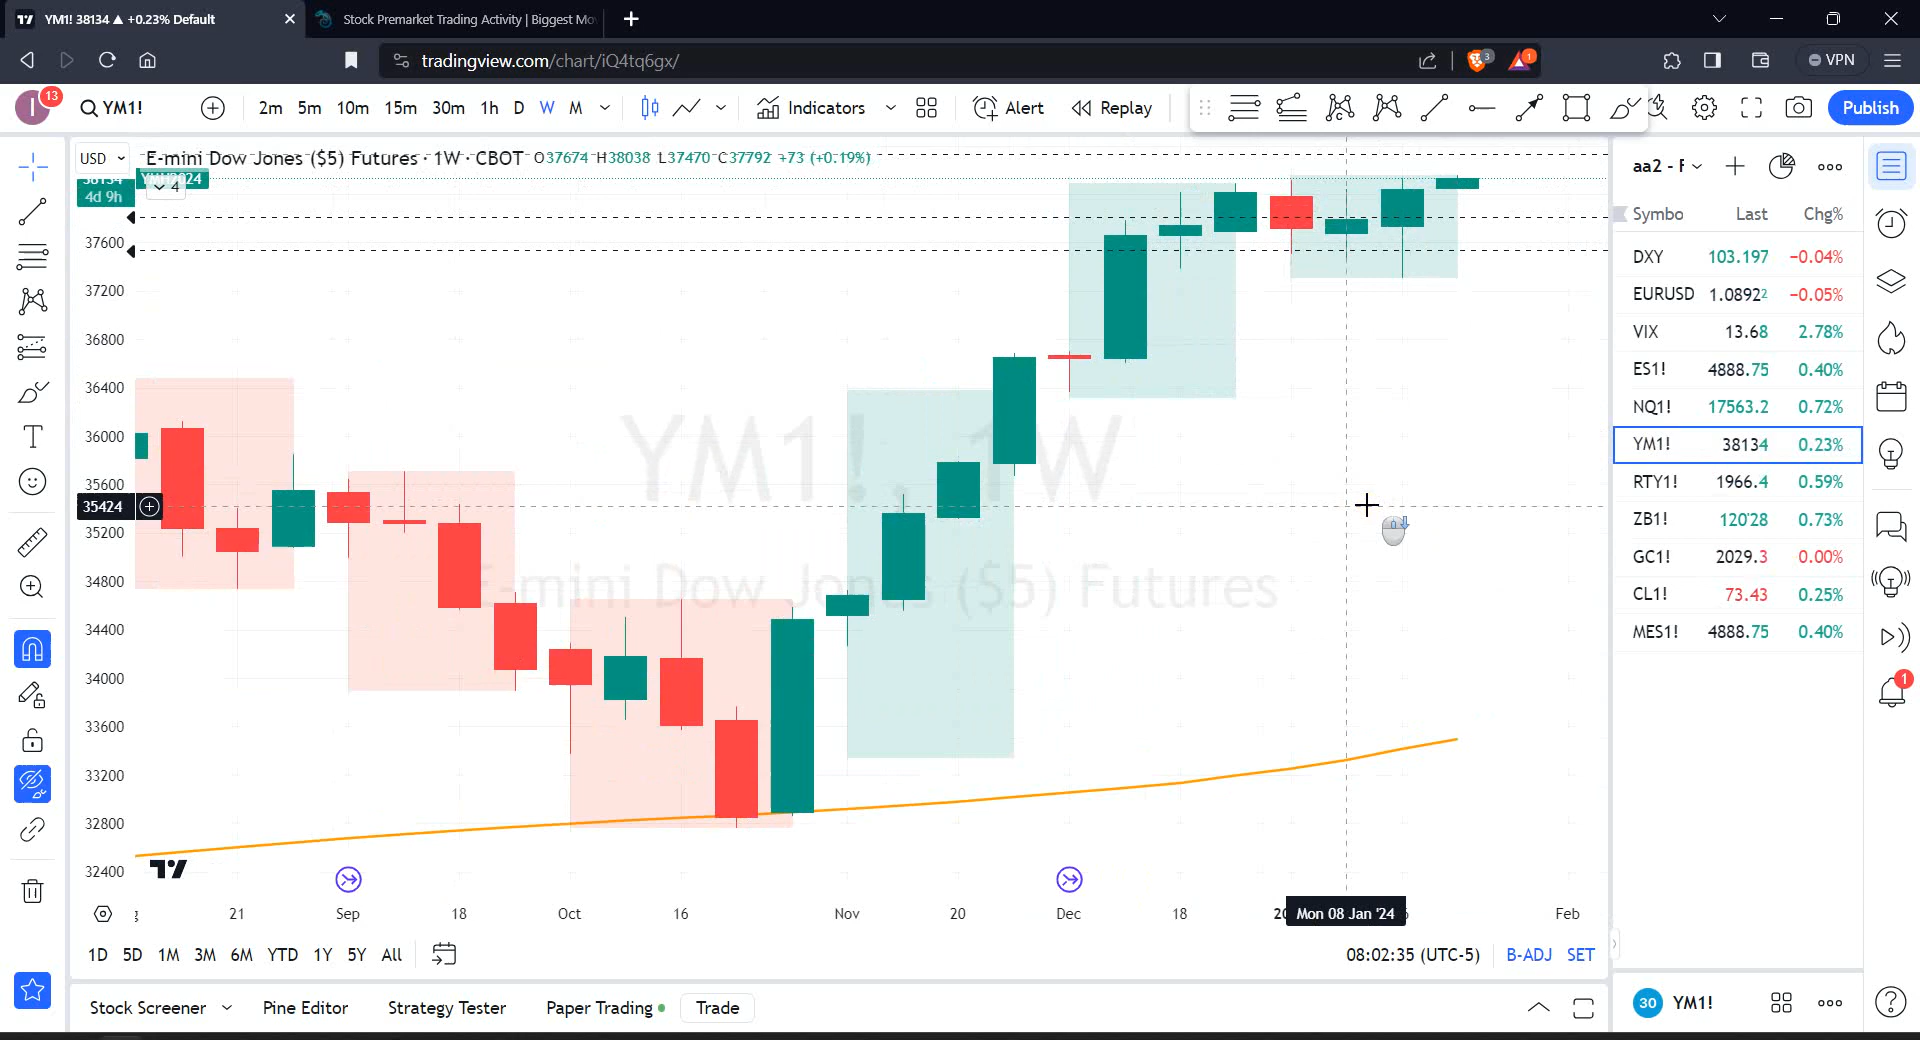 YM1! 38134 ▲ +0.23% Default
Stock Premarket Trading Activity | Biggest Mo
tradingview.com/chart/iQ4tq6gx/
3
1
VPN
I
13
YM1!
2m 5m 10m 15m 30m 1h D W M
Indicators
Alert
Replay
Publish
USD
E-mini Dow Jones ($5) Futures · 1W · CBOT O37674 H38038 L37470 C37792 +73 (+0.19%)
38134
4d 9h
YMH2024
4
37600
37200
36800
36400
36000
35600
35424
35200
34800
34400
34000
33600
33200
32800
32400
YM1!, 1W
E-mini Dow Jones ($5) Futures
21 Sep 18 Oct 16 Nov 20 Dec 18 Mon 08 Jan '24 Feb
1D 5D 1M 3M 6M YTD 1Y 5Y All
08:02:35 (UTC-5) B-ADJ SET
Stock Screener Pine Editor Strategy Tester Paper Trading Trade
Symbo Last Chg%
DXY 103.197 −0.04%
EURUSD 1.0892² −0.05%
VIX 13.68 2.78%
ES1! 4888.75 0.40%
NQ1! 17563.2 0.72%
YM1! 38134 0.23%
RTY1! 1966.4 0.59%
ZB1! 120'28 0.73%
GC1! 2029.3 0.00%
CL1! 73.43 0.25%
MES1! 4888.75 0.40%
1
30 YM1!